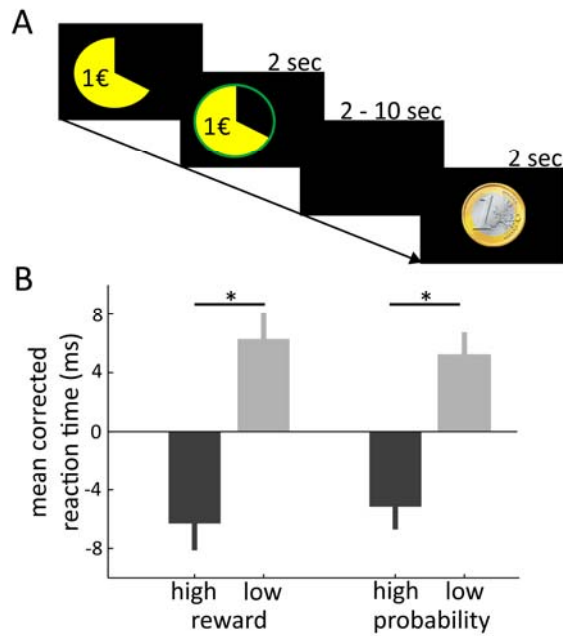 A
1€
2 sec
1€
2 - 10 sec
2 sec
1
B
*
*
8
4
0
-4
-8
mean corrected
reaction time (ms)
high low
reward
high low
probability